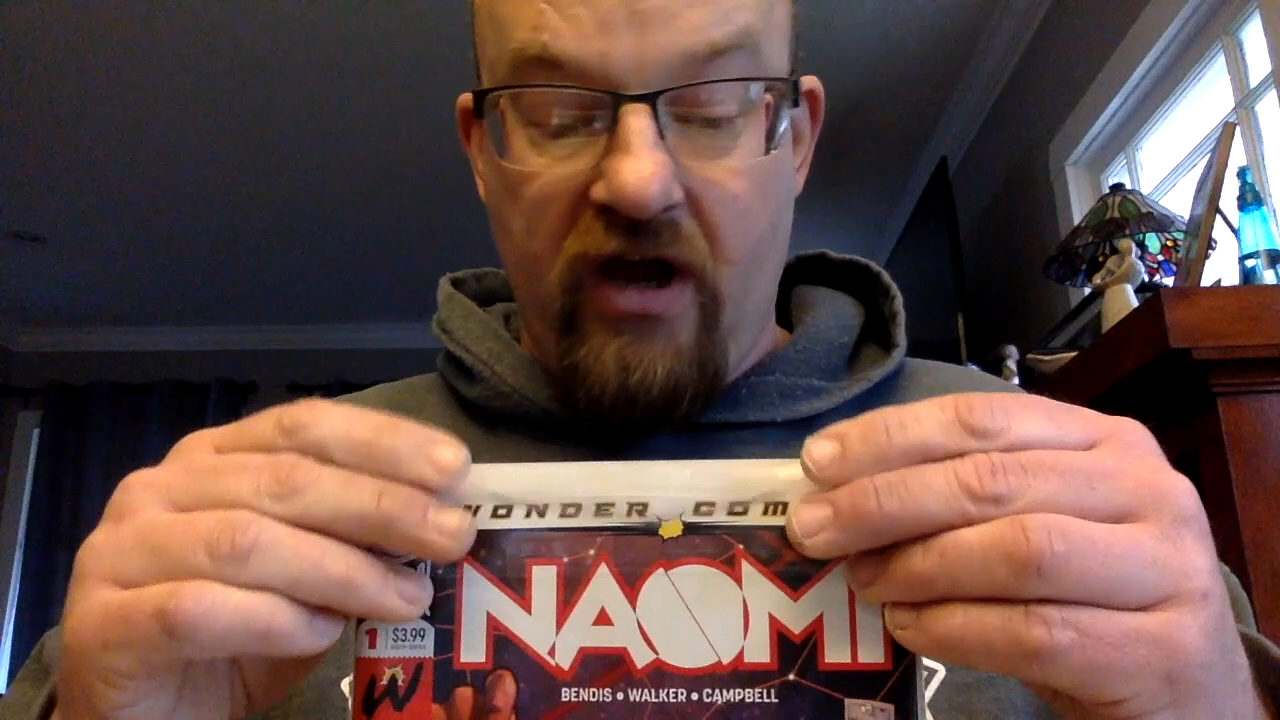 WONDER COM
NAOMI
1 $3.99
BENDIS • WALKER • CAMPBELL
W